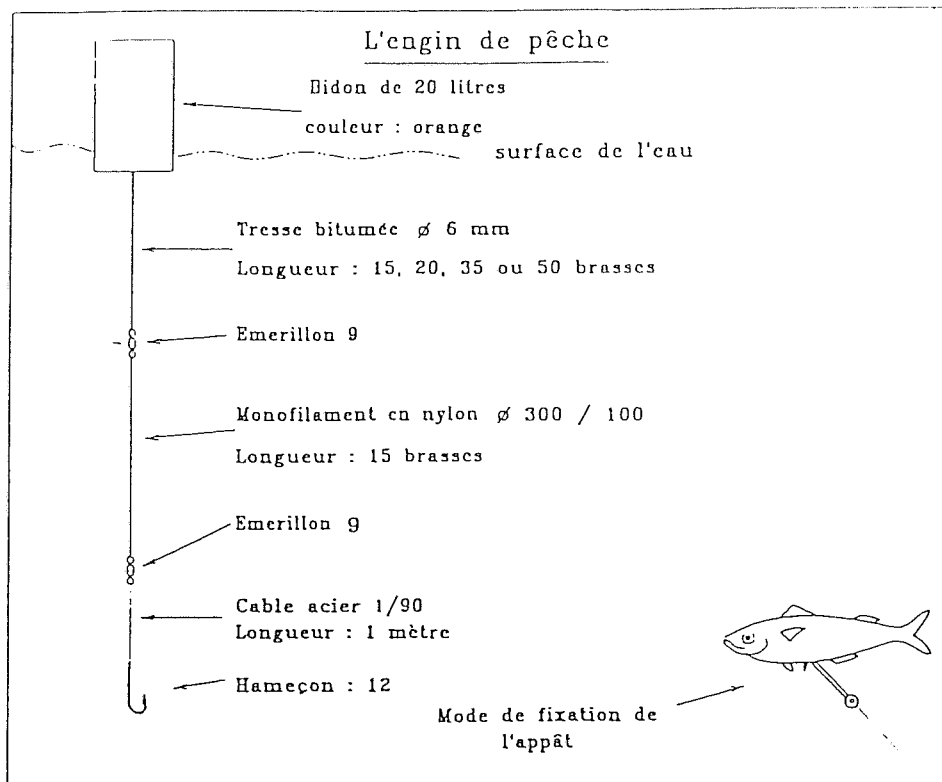 L'engin de pêche
Bidon de 20 litres
couleur : orange
surface de l'eau
Tresse bitumée ø 6 mm
Longueur : 15, 20, 35 ou 50 brasses
Emerillon 9
Monofilament en nylon ø 300 / 100
Longueur : 15 brasses
Emerillon 9
Cable acier 1/90
Longueur : 1 mètre
Hameçon : 12
Mode de fixation de
l'appât